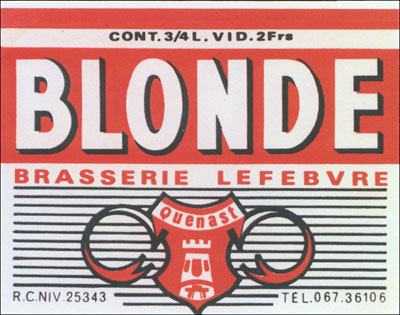 CONT.3/4L.VID.2Frs
BLONDE
BRASSERIE LEFEBVRE
Quenast
R.C.NIV.25343
TEL.067.36106